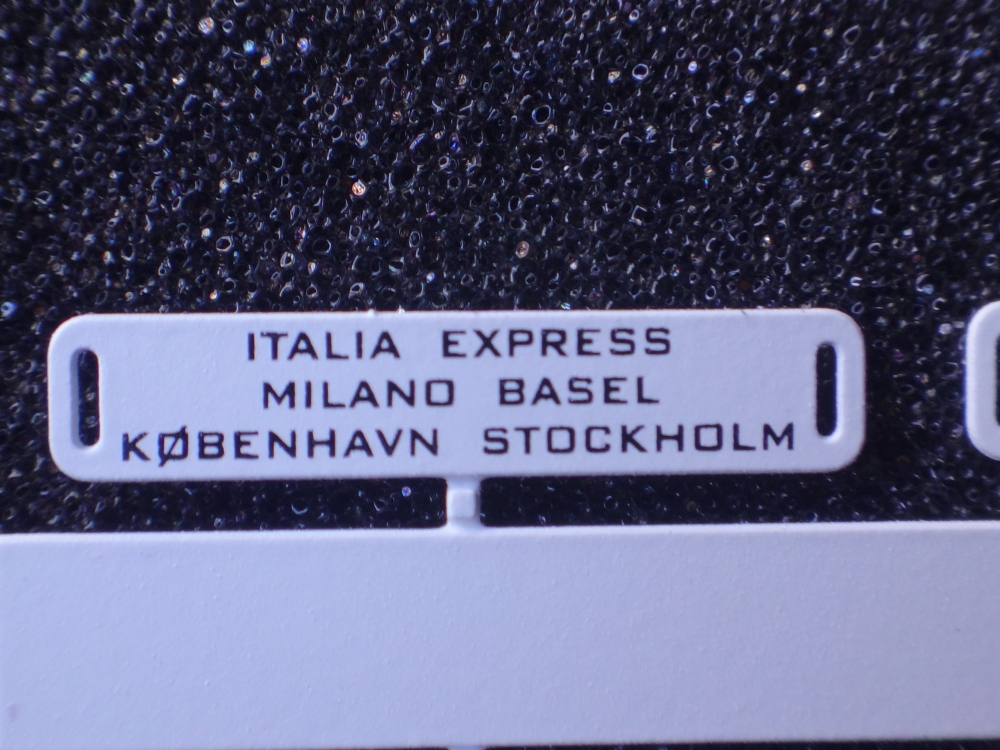 ITALIA EXPRESS
MILANO BASEL
KØBENHAVN STOCKHOLM